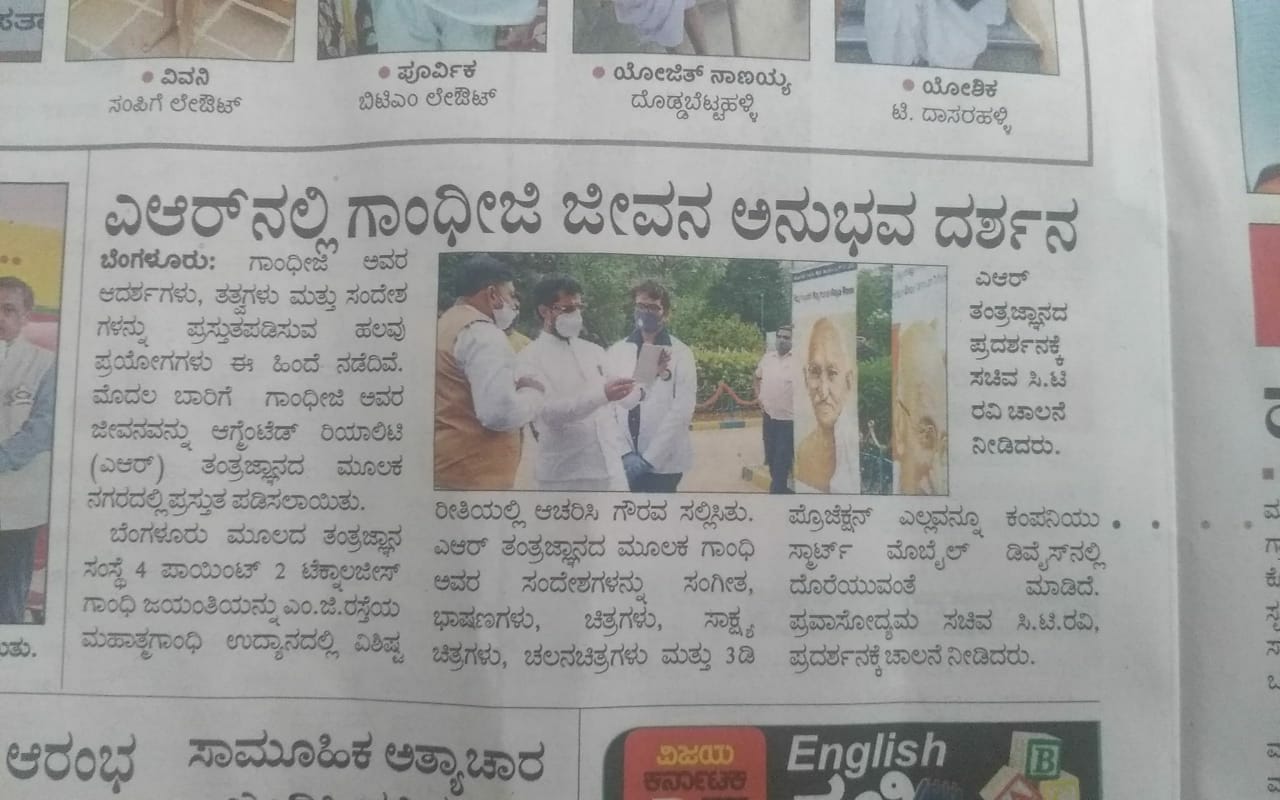 ● ವಿವನಿ
ಸಂಪಿಗೆ ಲೇಔಟ್
● ಪೂರ್ವಿಕ
ಬಿಟಿಎಂ ಲೇಔಟ್
● ಯೋಜಿತ್ ನಾಣಯ್ಯ
ದೊಡ್ಡಬೆಟ್ಟಹಳ್ಳಿ
● ಯೋಶಿಕ
ಟಿ. ದಾಸರಹಳ್ಳಿ
ಎಆರ್‌ನಲ್ಲಿ ಗಾಂಧೀಜಿ ಜೀವನ ಅನುಭವ ದರ್ಶನ
ಬೆಂಗಳೂರು: ಗಾಂಧೀಜಿ ಅವರ
ಆದರ್ಶಗಳು, ತತ್ವಗಳು ಮತ್ತು ಸಂದೇಶ
ಗಳನ್ನು ಪ್ರಸ್ತುತಪಡಿಸುವ ಹಲವು
ಪ್ರಯೋಗಗಳು ಈ ಹಿಂದೆ ನಡೆದಿವೆ.
ಮೊದಲ ಬಾರಿಗೆ ಗಾಂಧೀಜಿ ಅವರ
ಜೀವನವನ್ನು ಆಗ್ಮೆಂಟೆಡ್ ರಿಯಾಲಿಟಿ
(ಎಆರ್) ತಂತ್ರಜ್ಞಾನದ ಮೂಲಕ
ನಗರದಲ್ಲಿ ಪ್ರಸ್ತುತ ಪಡಿಸಲಾಯಿತು.
ಬೆಂಗಳೂರು ಮೂಲದ ತಂತ್ರಜ್ಞಾನ
ಸಂಸ್ಥೆ 4 ಪಾಯಿಂಟ್ 2 ಟೆಕ್ನಾಲಜೀಸ್
ಗಾಂಧಿ ಜಯಂತಿಯನ್ನು ಎಂ.ಜಿ.ರಸ್ತೆಯ
ಮಹಾತ್ಮಗಾಂಧಿ ಉದ್ಯಾನದಲ್ಲಿ ವಿಶಿಷ್ಟ
ರೀತಿಯಲ್ಲಿ ಆಚರಿಸಿ ಗೌರವ ಸಲ್ಲಿಸಿತು.
ಎಆರ್ ತಂತ್ರಜ್ಞಾನದ ಮೂಲಕ ಗಾಂಧಿ
ಅವರ ಸಂದೇಶಗಳನ್ನು ಸಂಗೀತ,
ಭಾಷಣಗಳು, ಚಿತ್ರಗಳು, ಸಾಕ್ಷ್ಯ
ಚಿತ್ರಗಳು, ಚಲನಚಿತ್ರಗಳು ಮತ್ತು 3ಡಿ
ಪ್ರೊಜೆಕ್ಷನ್ ಎಲ್ಲವನ್ನೂ ಕಂಪನಿಯು
ಸ್ಮಾರ್ಟ್ ಮೊಬೈಲ್ ಡಿವೈಸ್‌ನಲ್ಲಿ
ದೊರೆಯುವಂತೆ ಮಾಡಿದೆ.
ಪ್ರವಾಸೋದ್ಯಮ ಸಚಿವ ಸಿ.ಟಿ.ರವಿ,
ಪ್ರದರ್ಶನಕ್ಕೆ ಚಾಲನೆ ನೀಡಿದರು.
ಎಆರ್
ತಂತ್ರಜ್ಞಾನದ
ಪ್ರದರ್ಶನಕ್ಕೆ
ಸಚಿವ ಸಿ.ಟಿ
ರವಿ ಚಾಲನೆ
ನೀಡಿದರು.
ಆರಂಭ
ಸಾಮೂಹಿಕ ಅತ್ಯಾಚಾರ
ವಿಜಯ
ಕರ್ನಾಟಕ
English
B